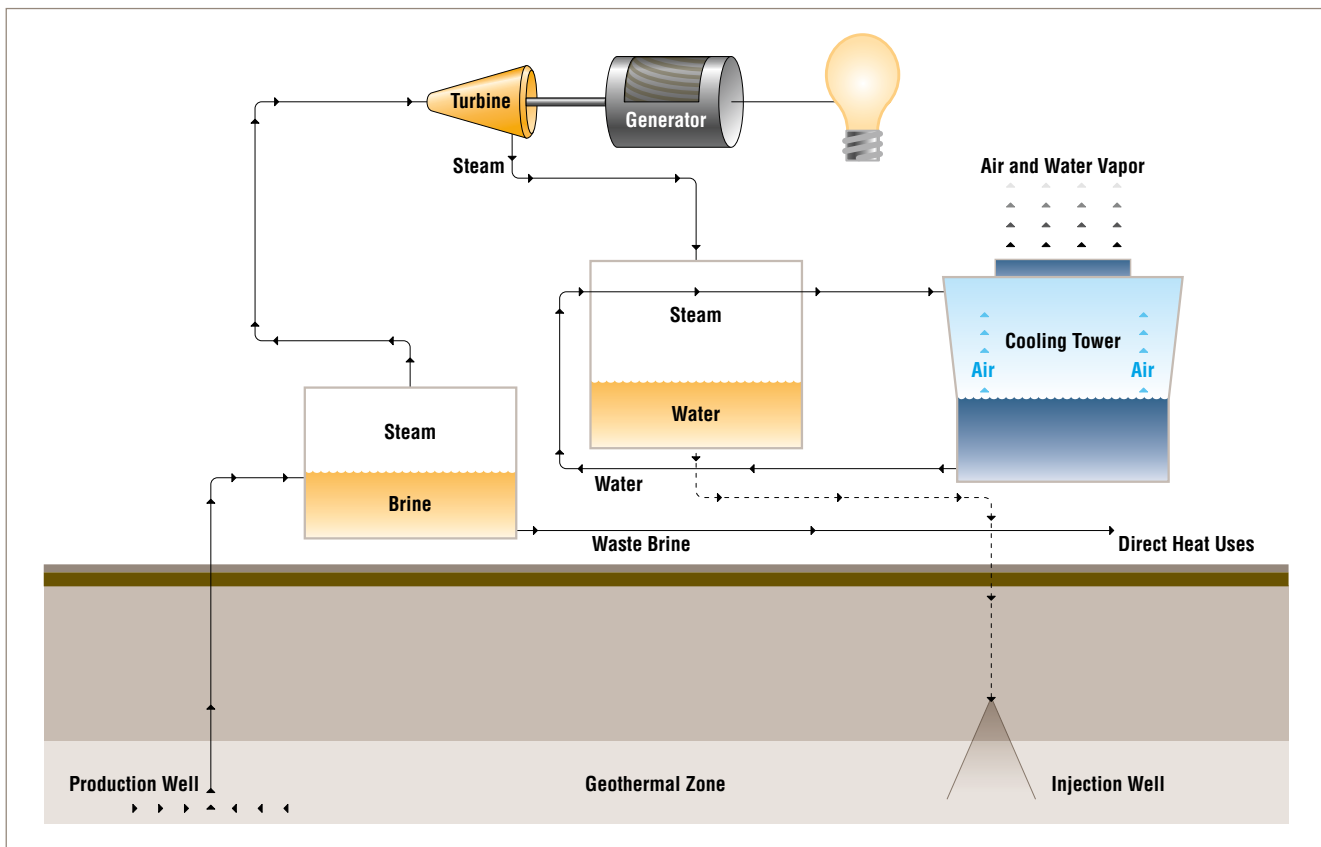 Turbine
Generator
Steam
Air and Water Vapor
Steam
Cooling Tower
Air
Air
Water
Steam
Brine
Water
Waste Brine
Direct Heat Uses
Production Well
Geothermal Zone
Injection Well